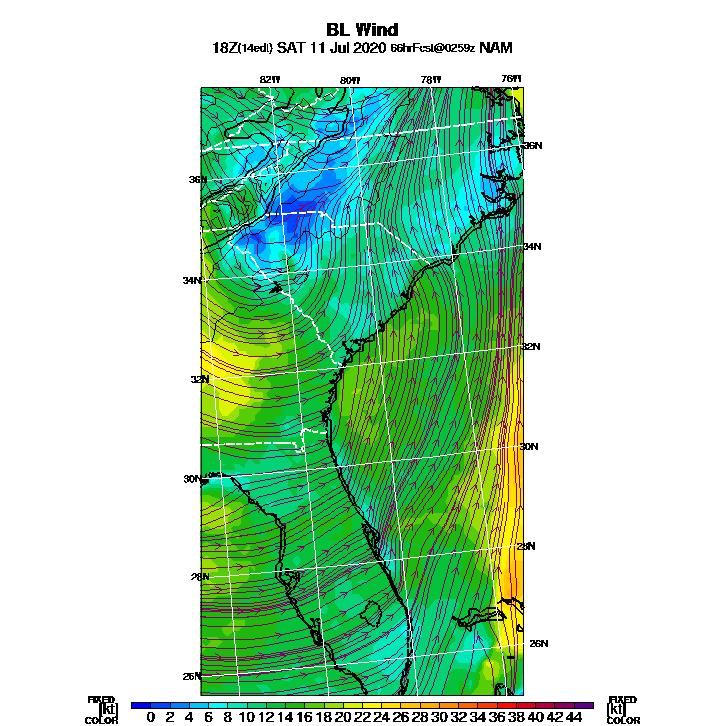 BL Wind
18Z(14edt) SAT 11 Jul 2020 66hrFcst@0259z NAM
82W 80W 78W 76W
36N
36N
34N
34N
32N
32N
30N
30N
28N
28N
26N
26N
FIXED FIXED
[kt] [kt]
COLOR COLOR
0 2 4 6 8 10 12 14 16 18 20 22 24 26 28 30 32 34 36 38 40 42 44